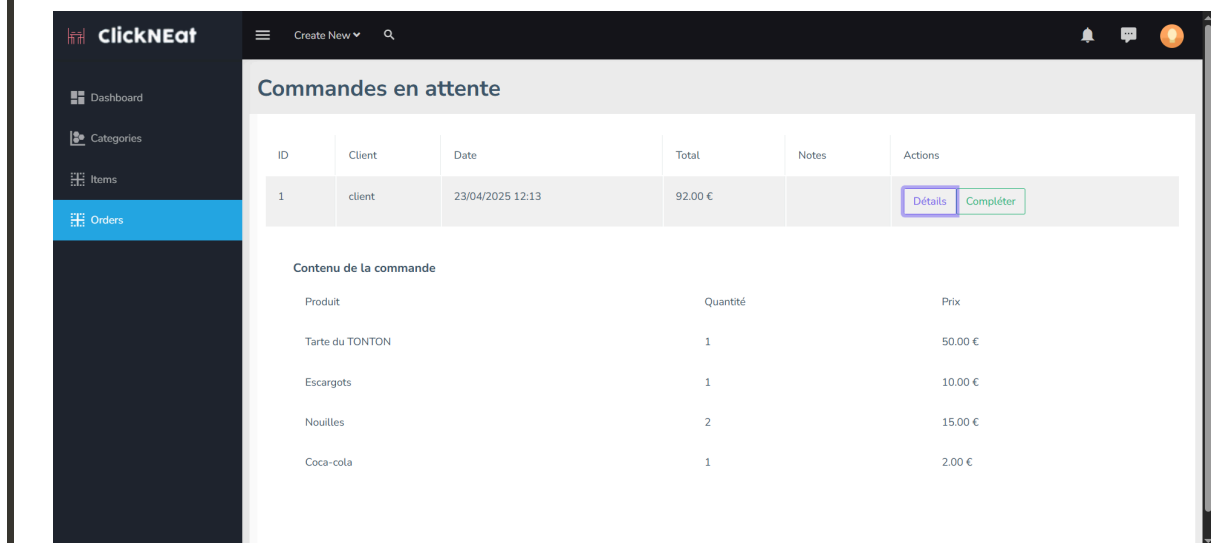 ClickNEat
Create New
Dashboard
Categories
Items
Orders
Commandes en attente
ID Client Date Total Notes Actions
1 client 23/04/2025 12:13 92.00 € Détails Compléter
Contenu de la commande
Produit Quantité Prix
Tarte du TONTON 1 50.00 €
Escargots 1 10.00 €
Nouilles 2 15.00 €
Coca-cola 1 2.00 €